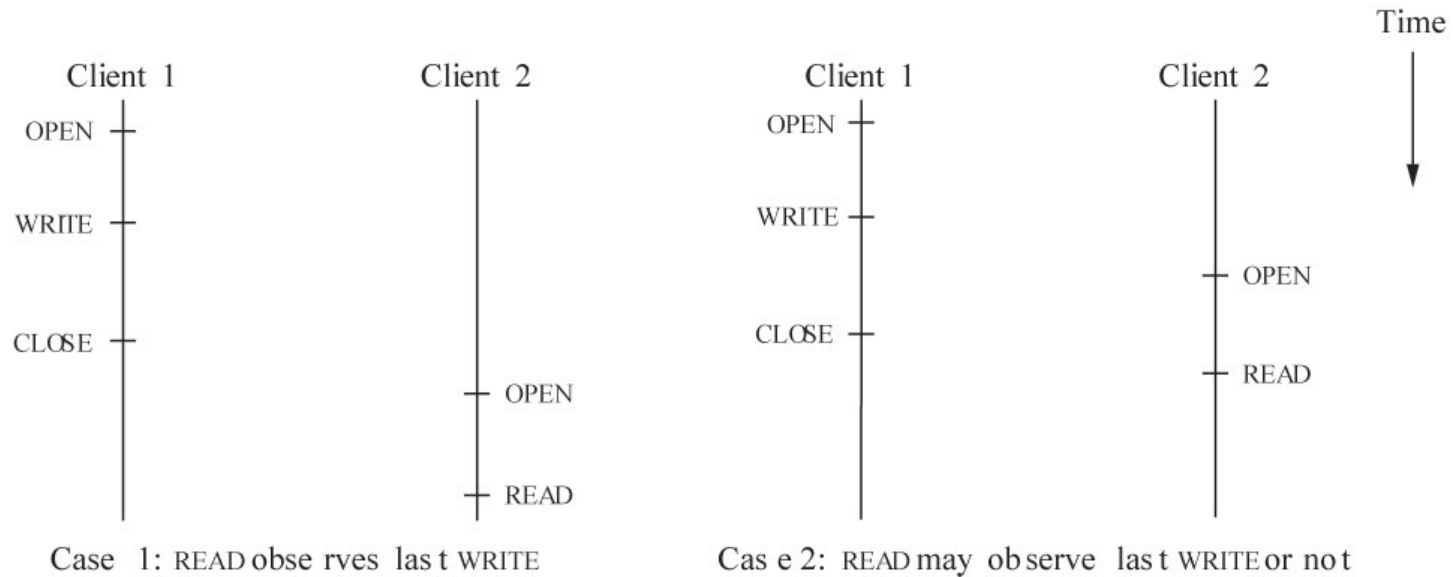 Time
Client 1
Client 2
OPEN
WRITE
CLOSE
OPEN
READ
Case 1: READ observes last WRITE
Client 1
Client 2
OPEN
WRITE
OPEN
CLOSE
READ
Case 2: READ may observe last WRITE or not